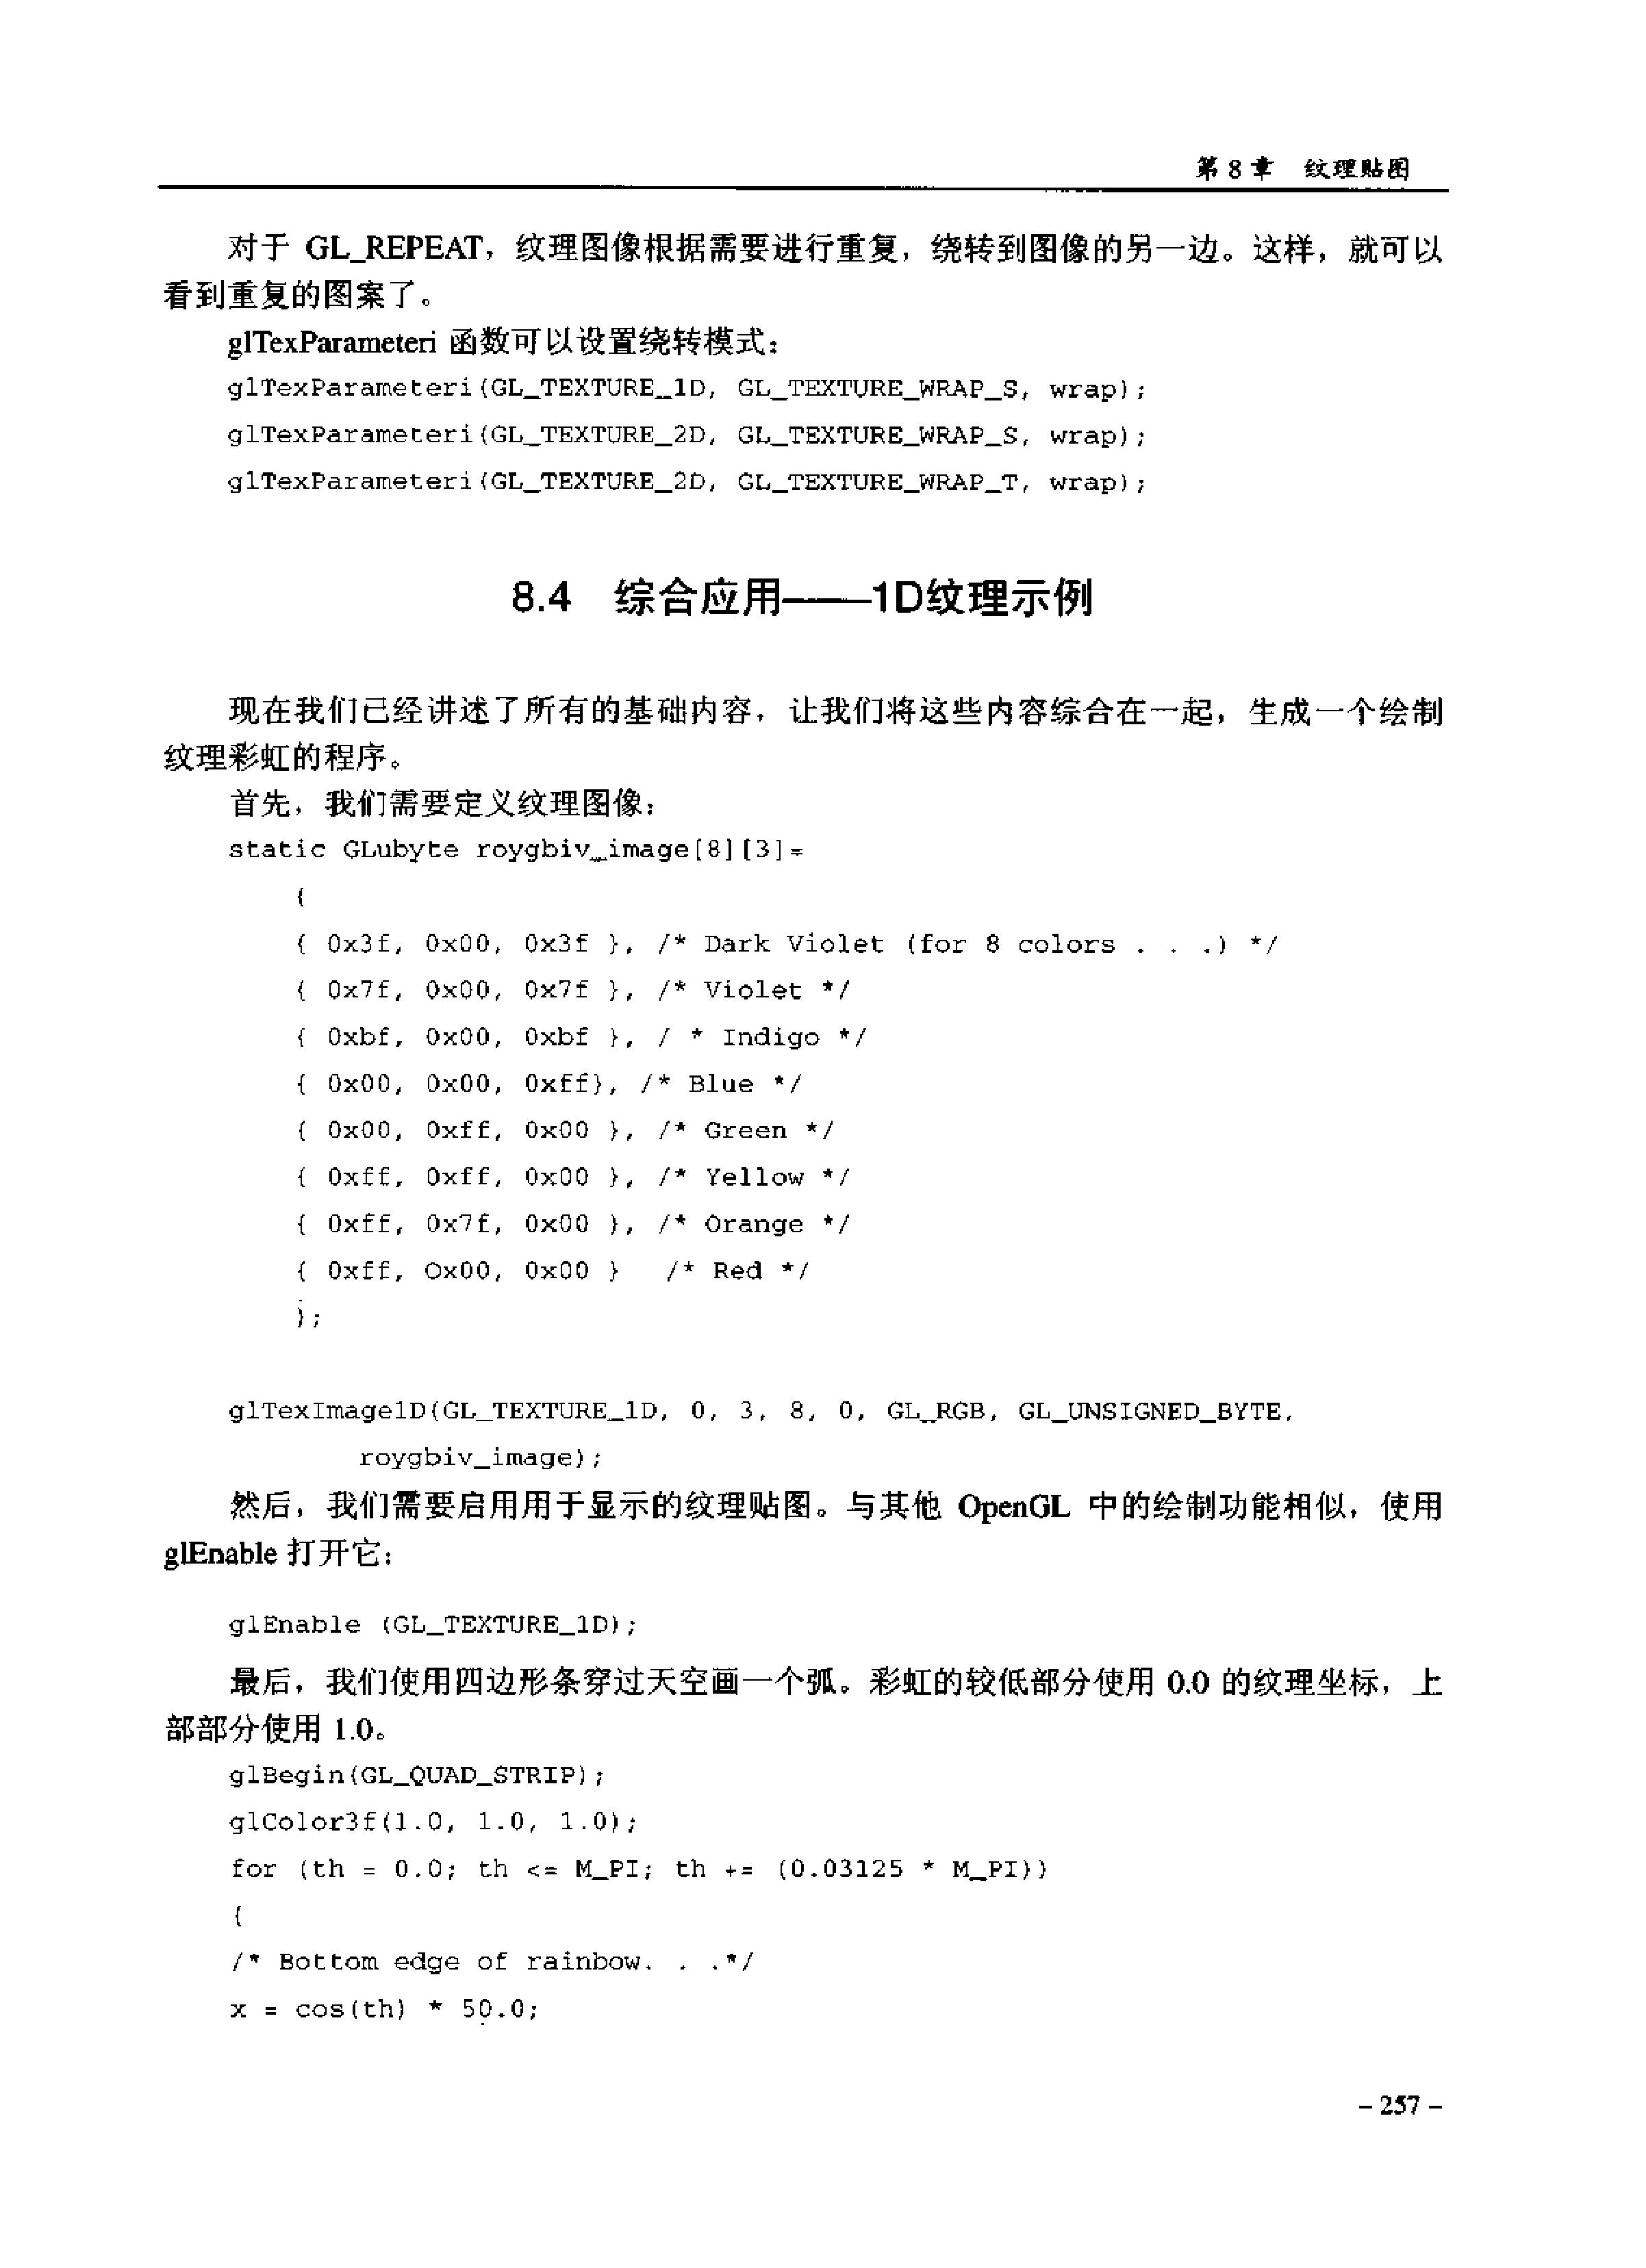 第 8 章 纹理贴图
对于 GL_REPEAT，纹理图像根据需要进行重复，绕转到图像的另一边。这样，就可以
看到重复的图案了。
glTexParameteri 函数可以设置绕转模式：
glTexParameteri(GL_TEXTURE_1D, GL_TEXTURE_WRAP_S, wrap);
glTexParameteri(GL_TEXTURE_2D, GL_TEXTURE_WRAP_S, wrap);
glTexParameteri(GL_TEXTURE_2D, GL_TEXTURE_WRAP_T, wrap);
8.4 综合应用——1D纹理示例
现在我们已经讲述了所有的基础内容，让我们将这些内容综合在一起，生成一个绘制
纹理彩虹的程序。
首先，我们需要定义纹理图像：
static GLubyte roygbiv_image[8][3]=
{
{ 0x3f, 0x00, 0x3f }, /* Dark Violet (for 8 colors . . .) */
{ 0x7f, 0x00, 0x7f }, /* Violet */
{ 0xbf, 0x00, 0xbf }, / * Indigo */
{ 0x00, 0x00, 0xff}, /* Blue */
{ 0x00, 0xff, 0x00 }, /* Green */
{ 0xff, 0xff, 0x00 }, /* Yellow */
{ 0xff, 0x7f, 0x00 }, /* Orange */
{ 0xff, Ox00, 0x00 } /* Red */
};
glTexImage1D(GL_TEXTURE_1D, 0, 3, 8, 0, GL_RGB, GL_UNSIGNED_BYTE,
roygbiv_image);
然后，我们需要启用用于显示的纹理贴图。与其他 OpenGL 中的绘制功能相似，使用
glEnable 打开它：
glEnable (GL_TEXTURE_1D);
最后，我们使用四边形条穿过天空画一个弧。彩虹的较低部分使用 0.0 的纹理坐标，上
部部分使用 1.0。
glBegin(GL_QUAD_STRIP);
glColor3f(1.0, 1.0, 1.0);
for (th = 0.0; th <= M_PI; th += (0.03125 * M_PI))
{
/* Bottom edge of rainbow. . .*/
x = cos(th) * 50.0;
- 257 -